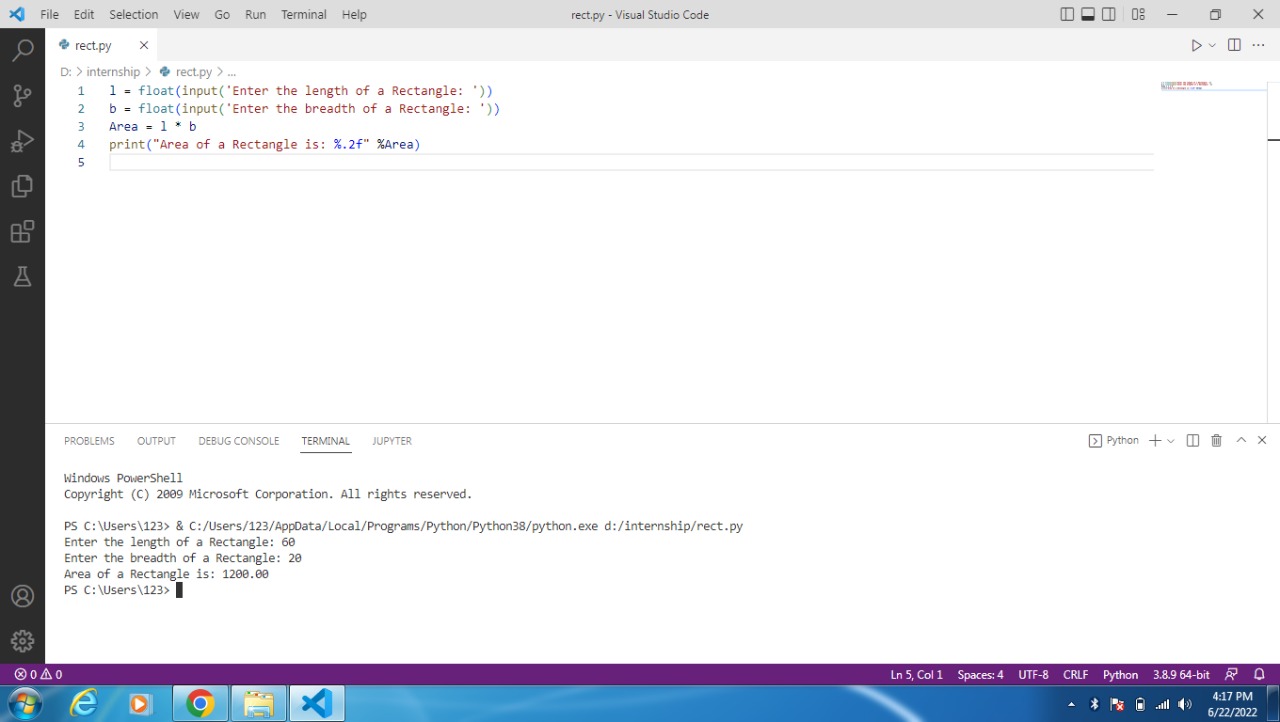 File Edit Selection View Go Run Terminal Help rect.py - Visual Studio Code
rect.py
D: > internship > rect.py > ...
1 l = float(input('Enter the length of a Rectangle: '))
2 b = float(input('Enter the breadth of a Rectangle: '))
3 Area = l * b
4 print("Area of a Rectangle is: %.2f" %Area)
5
PROBLEMS OUTPUT DEBUG CONSOLE TERMINAL JUPYTER Python
Windows PowerShell
Copyright (C) 2009 Microsoft Corporation. All rights reserved.
PS C:\Users\123> & C:/Users/123/AppData/Local/Programs/Python/Python38/python.exe d:/internship/rect.py
Enter the length of a Rectangle: 60
Enter the breadth of a Rectangle: 20
Area of a Rectangle is: 1200.00
PS C:\Users\123>
0 0 Ln 5, Col 1 Spaces: 4 UTF-8 CRLF Python 3.8.9 64-bit
4:17 PM
6/22/2022